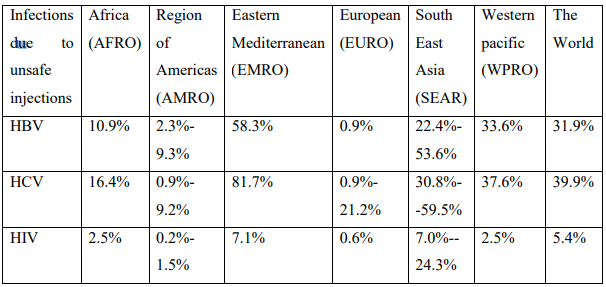 Infections due to unsafe injections | Africa (AFRO) | Region of Americas (AMRO) | Eastern Mediterranean (EMRO) | European (EURO) | South East Asia (SEAR) | Western pacific (WPRO) | The World
HBV | 10.9% | 2.3%-9.3% | 58.3% | 0.9% | 22.4%-53.6% | 33.6% | 31.9%
HCV | 16.4% | 0.9%-9.2% | 81.7% | 0.9%-21.2% | 30.8%--59.5% | 37.6% | 39.9%
HIV | 2.5% | 0.2%-1.5% | 7.1% | 0.6% | 7.0%--24.3% | 2.5% | 5.4%